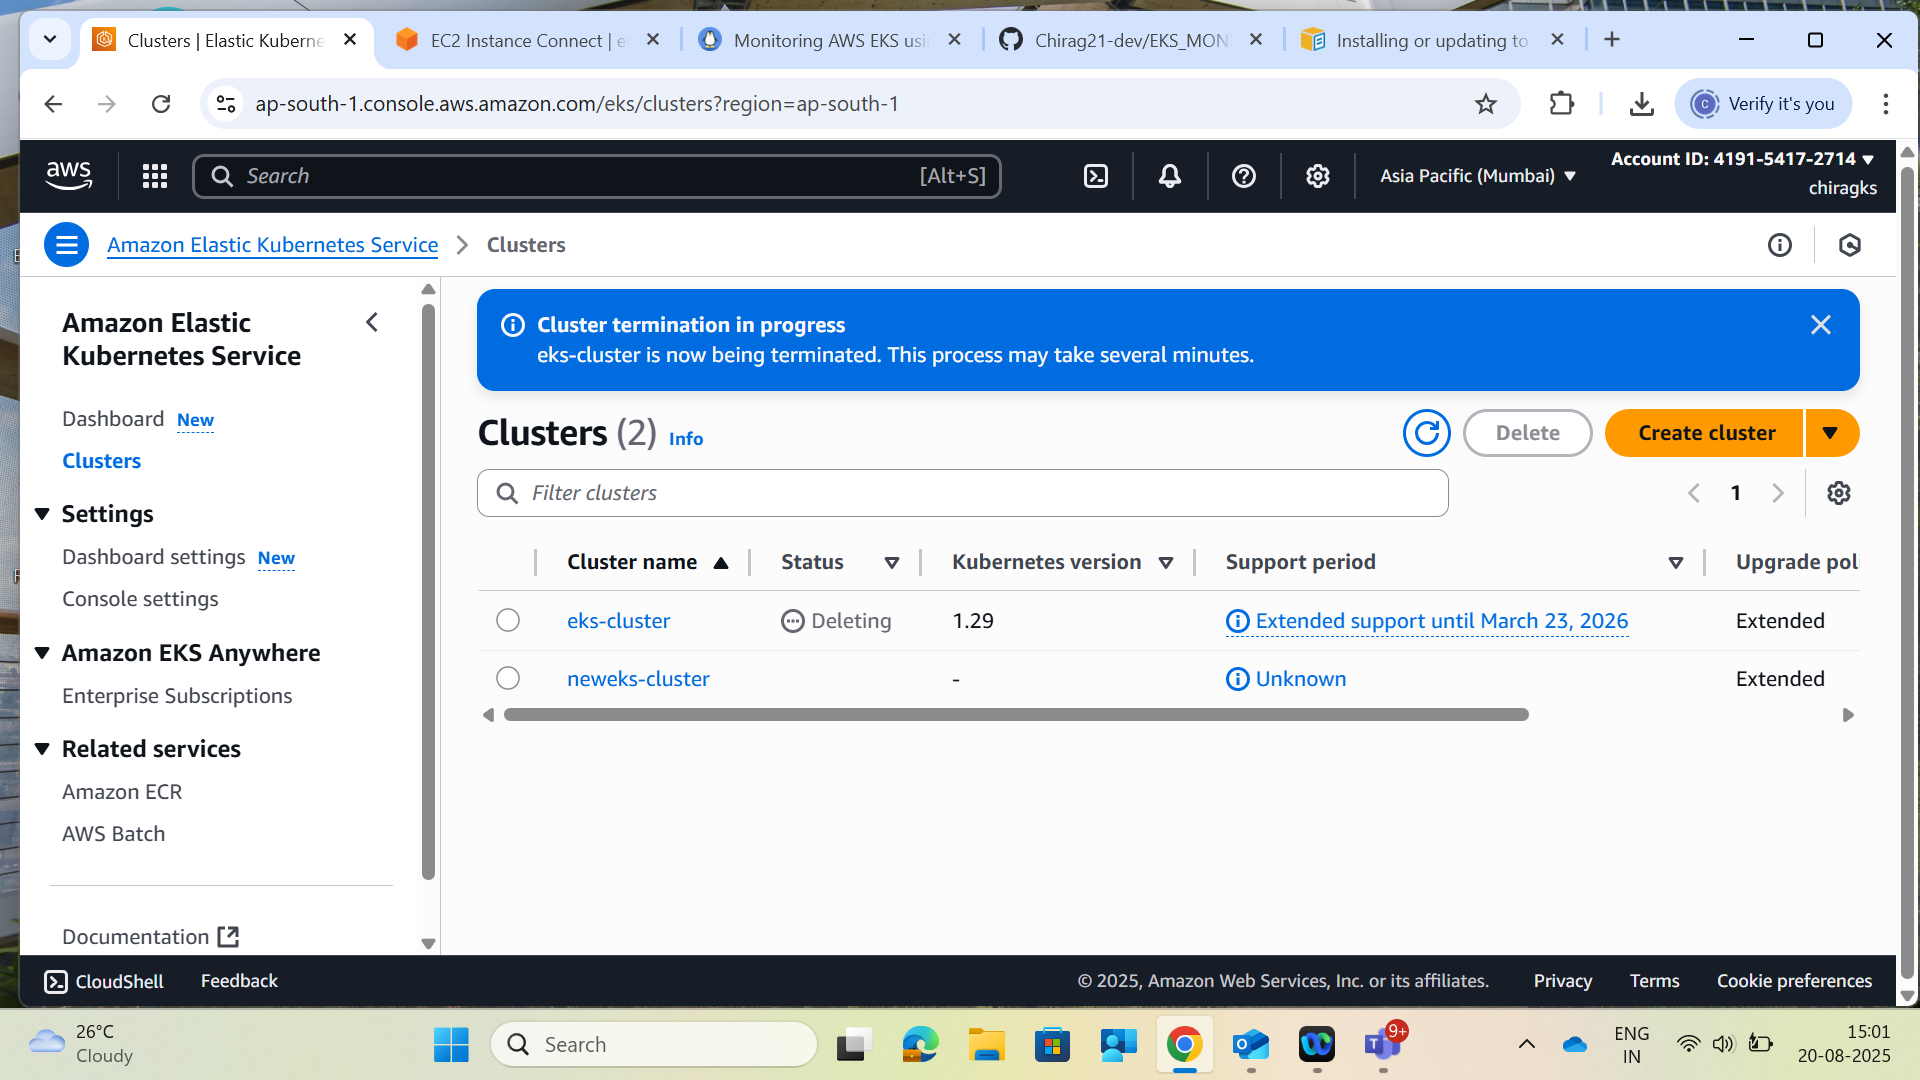 Clusters | Elastic Kuberne
EC2 Instance Connect | e
Monitoring AWS EKS usi
Chirag21-dev/EKS_MON
Installing or updating to
ap-south-1.console.aws.amazon.com/eks/clusters?region=ap-south-1
C
Verify it's you
aws
Search
[Alt+S]
Asia Pacific (Mumbai)
Account ID: 4191-5417-2714
chiragks
Amazon Elastic Kubernetes Service
Clusters
Amazon Elastic
Kubernetes Service
Dashboard New
Clusters
Settings
Dashboard settings New
Console settings
Amazon EKS Anywhere
Enterprise Subscriptions
Related services
Amazon ECR
AWS Batch
Documentation
Cluster termination in progress
eks-cluster is now being terminated. This process may take several minutes.
Clusters (2) Info
Delete
Create cluster
Filter clusters
1
Cluster name Status Kubernetes version Support period Upgrade poli
eks-cluster Deleting 1.29 Extended support until March 23, 2026 Extended
neweks-cluster - Unknown Extended
CloudShell
Feedback
© 2025, Amazon Web Services, Inc. or its affiliates.
Privacy
Terms
Cookie preferences
26°C
Cloudy
Search
9+
ENG
IN
15:01
20-08-2025